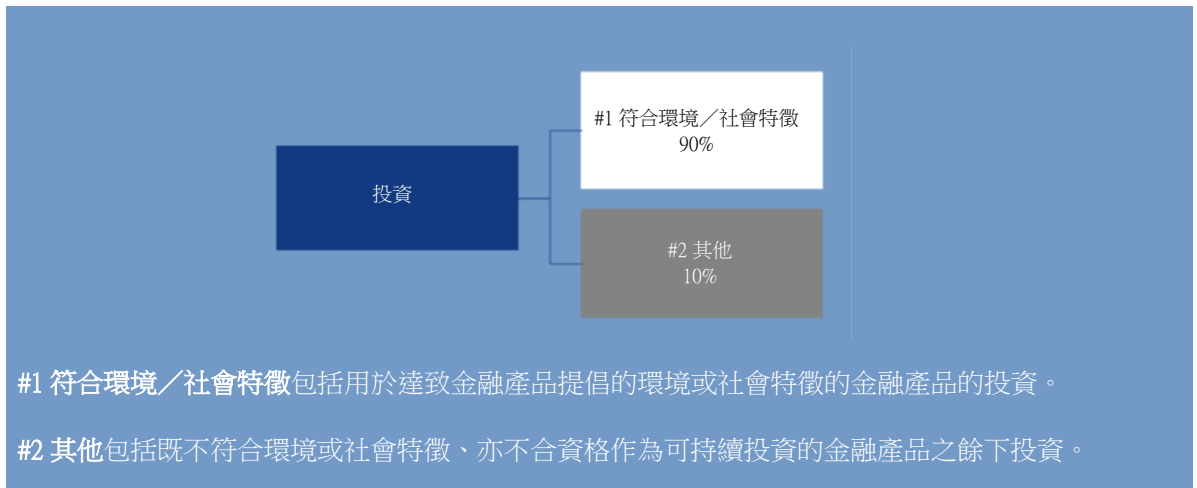 #1 符合環境／社會特徵
90%
投資
#2 其他
10%
#1 符合環境／社會特徵包括用於達致金融產品提倡的環境或社會特徵的金融產品的投資。
#2 其他包括既不符合環境或社會特徵、亦不合資格作為可持續投資的金融產品之餘下投資。